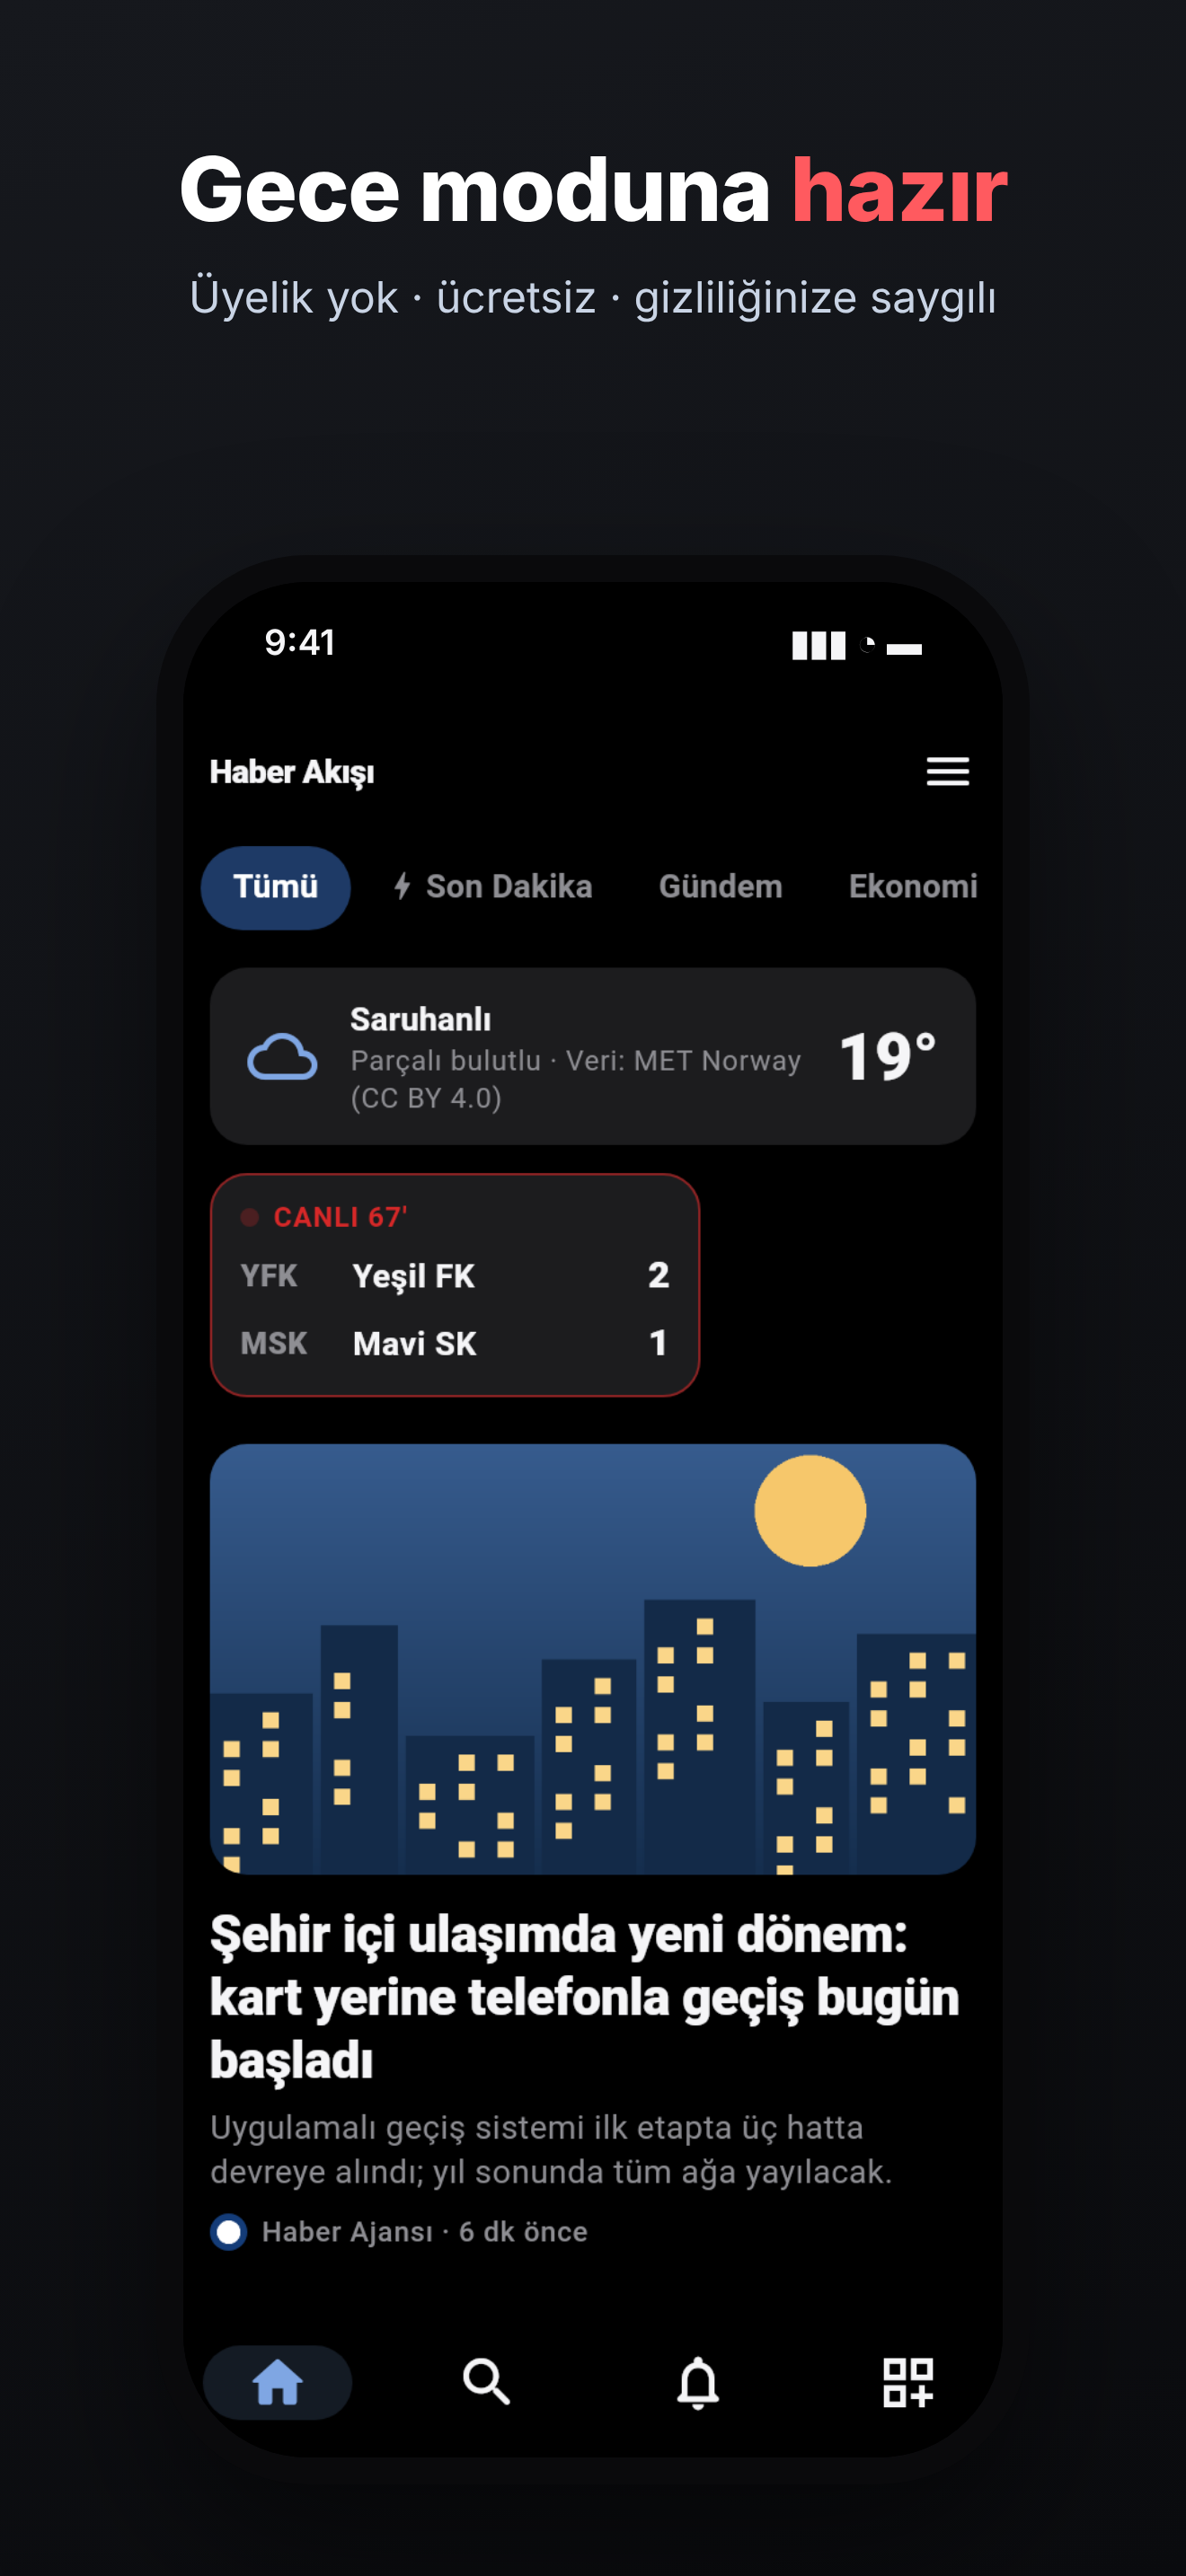 Gece moduna hazır
Üyelik yok · ücretsiz · gizliliğinize saygılı
9:41
Haber Akışı
Tümü
Son Dakika
Gündem
Ekonomi
Saruhanlı
Parçalı bulutlu · Veri: MET Norway
(CC BY 4.0)
19°
CANLI 67'
YFK Yeşil FK 2
MSK Mavi SK 1
Şehir içi ulaşımda yeni dönem:
kart yerine telefonla geçiş bugün
başladı
Uygulamalı geçiş sistemi ilk etapta üç hatta
devreye alındı; yıl sonunda tüm ağa yayılacak.
Haber Ajansı · 6 dk önce